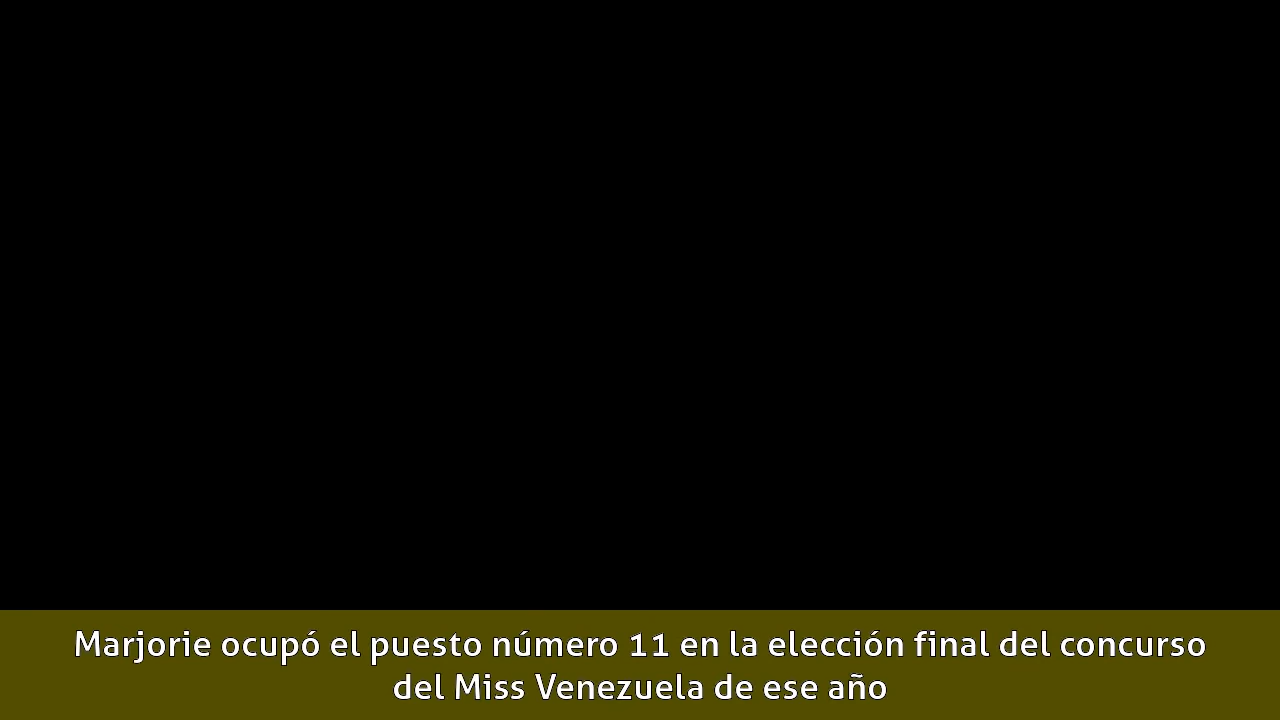 Marjorie ocupó el puesto número 11 en la elección final del concurso
del Miss Venezuela de ese año